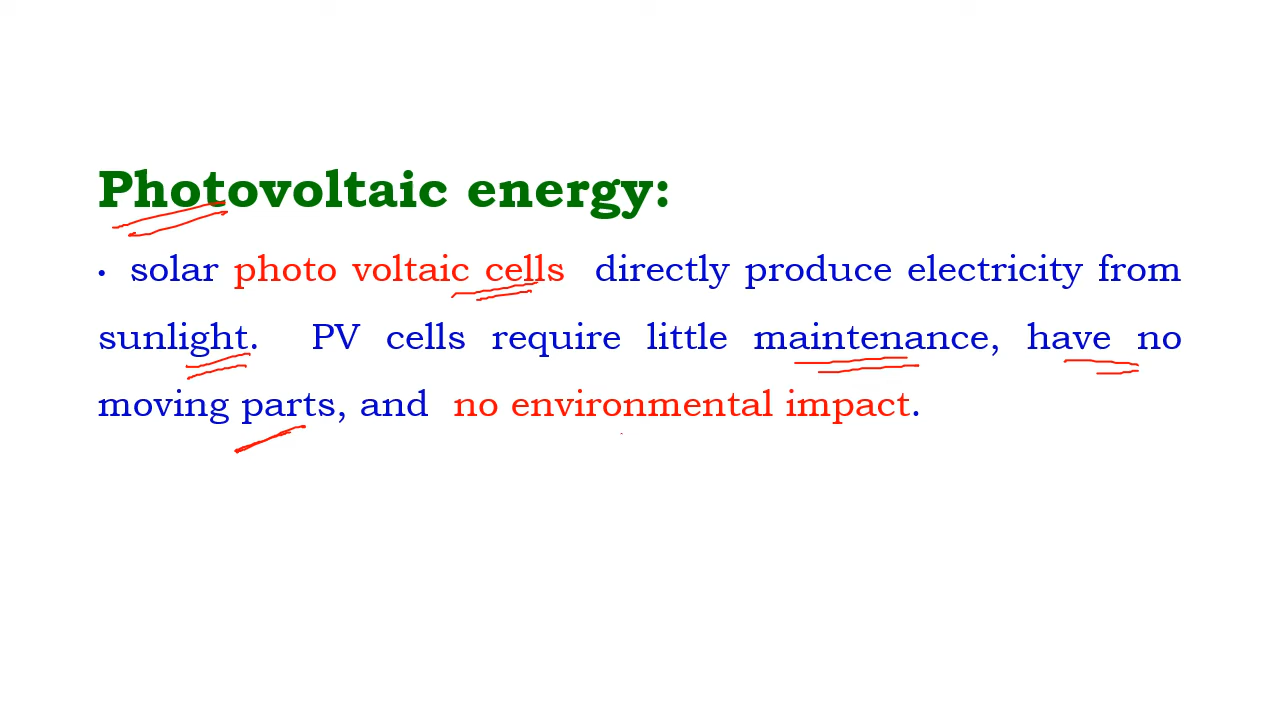 Photovoltaic energy:
• solar photo voltaic cells directly produce electricity from
sunlight. PV cells require little maintenance, have no
moving parts, and no environmental impact.